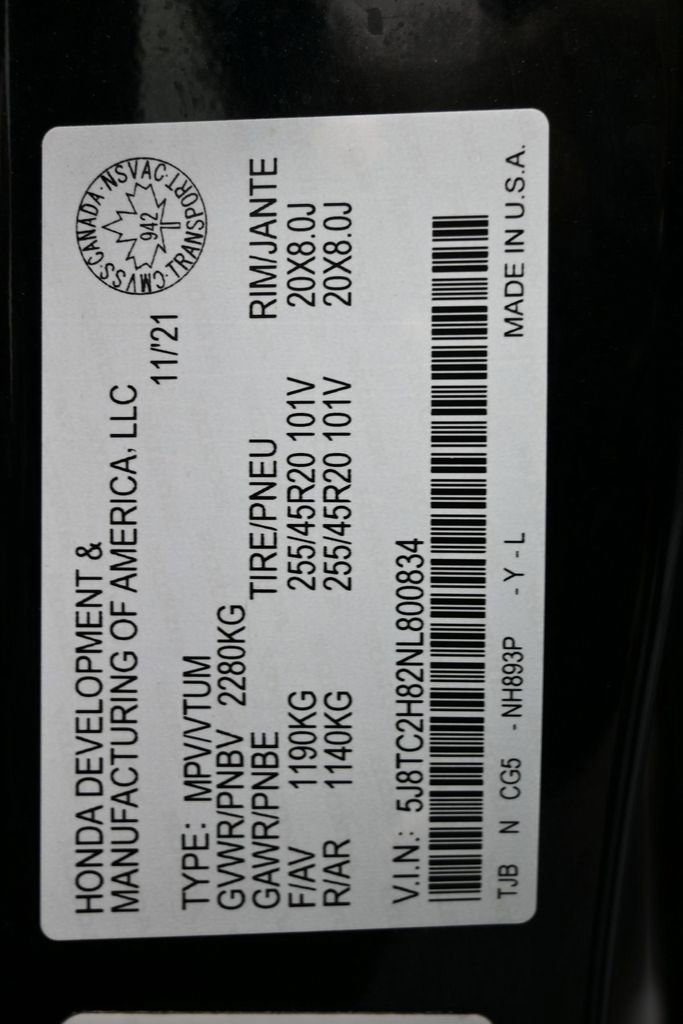 HONDA DEVELOPMENT &
MANUFACTURING OF AMERICA, LLC
11/'21
CMVSS·CANADA·NSVAC·TRANSPORT·
942
TYPE: MPV/VTUM
GVWR/PNBV 2280KG
GAWR/PNBE TIRE/PNEU RIM/JANTE
F/AV 1190KG 255/45R20 101V 20X8.0J
R/AR 1140KG 255/45R20 101V 20X8.0J
V.I.N.: 5J8TC2H82NL800834
TJB N CG5 - NH893P - Y - L MADE IN U.S.A.